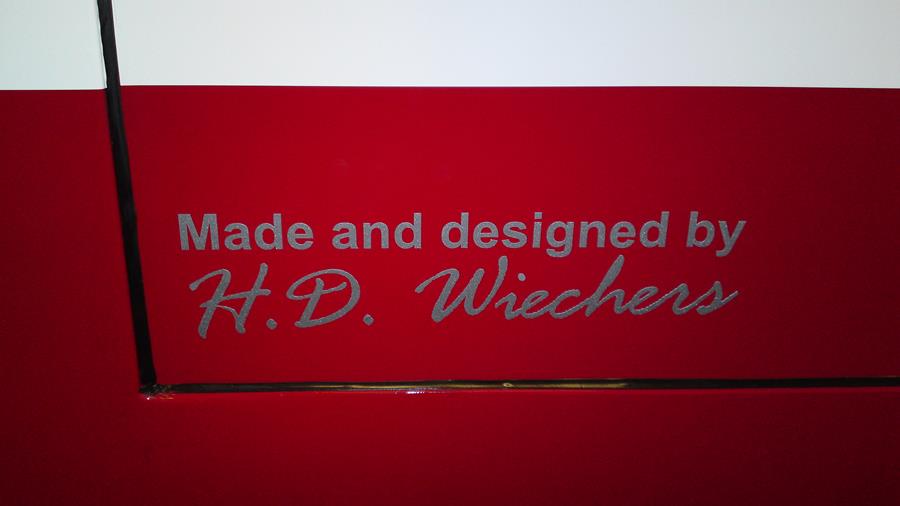 Made and designed by
H.D. Wiechers